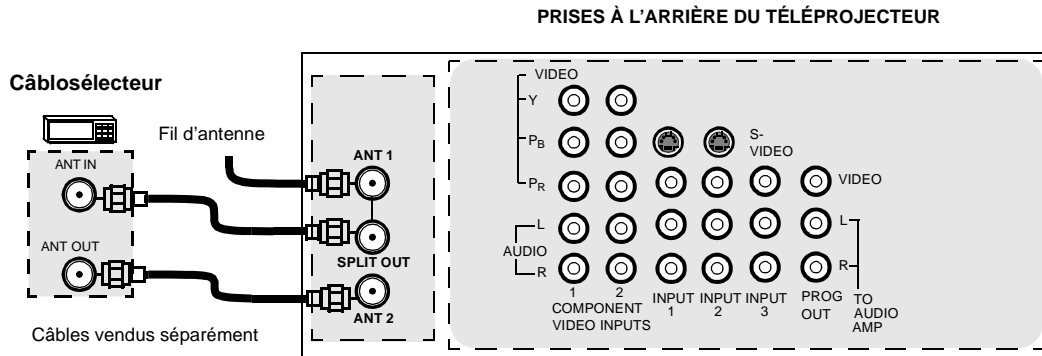 PRISES À L'ARRIÈRE DU TÉLÉPROJECTEUR
Câblosélecteur
Fil d'antenne
ANT IN
ANT OUT
Câbles vendus séparément
ANT 1
SPLIT OUT
ANT 2
VIDEO
Y
PB
PR
S-
VIDEO
VIDEO
L
AUDIO
R
L
R
1 2
COMPONENT
VIDEO INPUTS
INPUT
1
INPUT
2
INPUT
3
PROG
OUT
TO
AUDIO
AMP